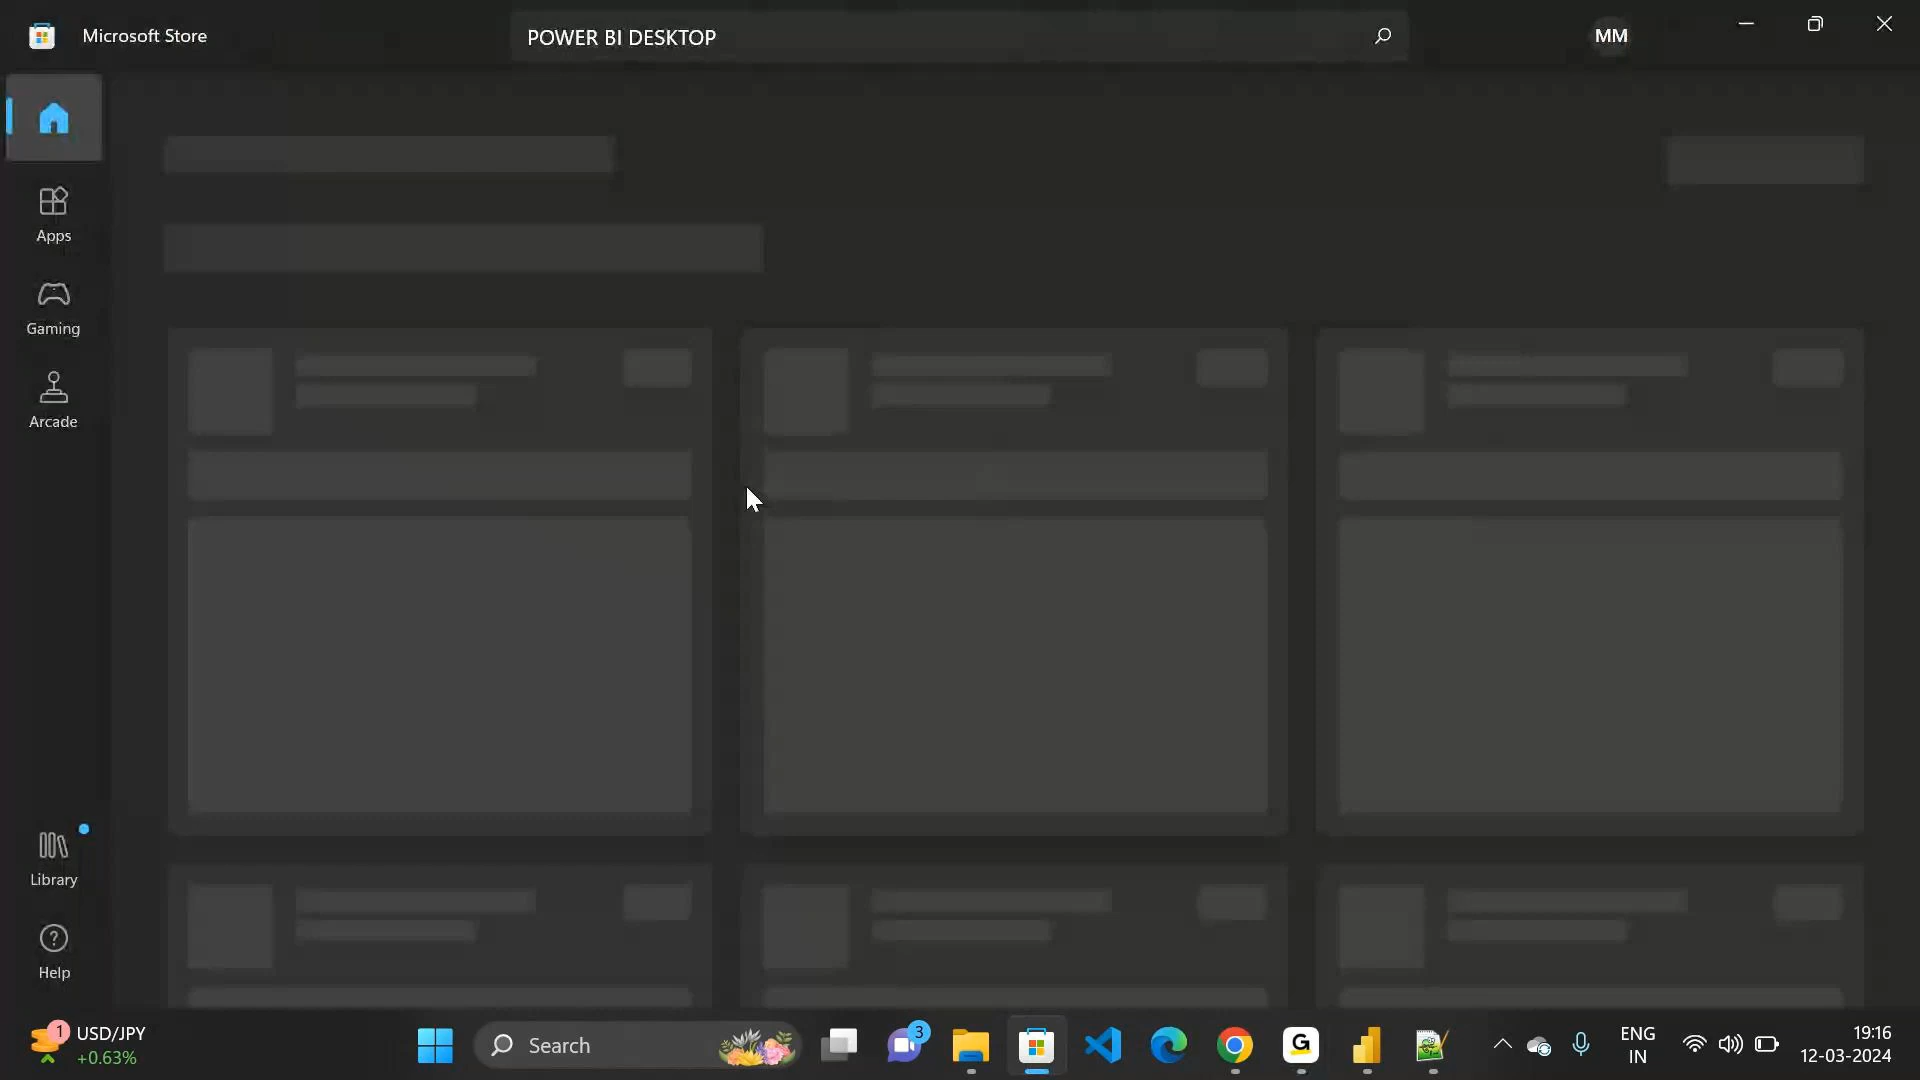 Microsoft Store
POWER BI DESKTOP
MM
Apps
Gaming
Arcade
Library
Help
1
USD/JPY
+0.63%
Search
3
G
ENG
IN
19:16
12-03-2024